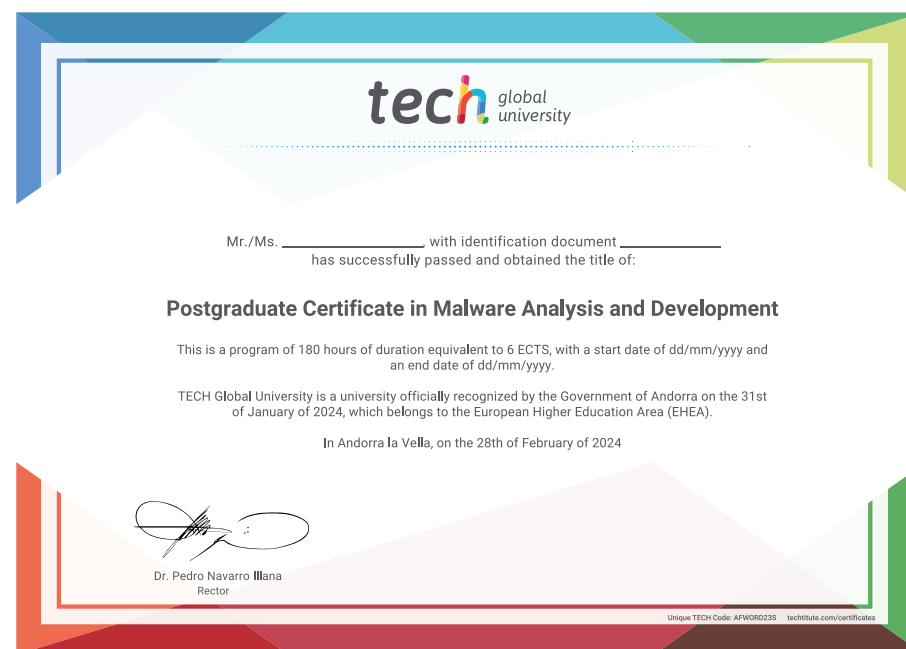 tech global
university
Mr./Ms. ____________, with identification document ____________
has successfully passed and obtained the title of:
Postgraduate Certificate in Malware Analysis and Development
This is a program of 180 hours of duration equivalent to 6 ECTS, with a start date of dd/mm/yyyy and
an end date of dd/mm/yyyy.
TECH Global University is a university officially recognized by the Government of Andorra on the 31st
of January of 2024, which belongs to the European Higher Education Area (EHEA).
In Andorra la Vella, on the 28th of February of 2024
Dr. Pedro Navarro Illana
Rector
Unique TECH Code: AFWORD23S techtitute.com/certificates